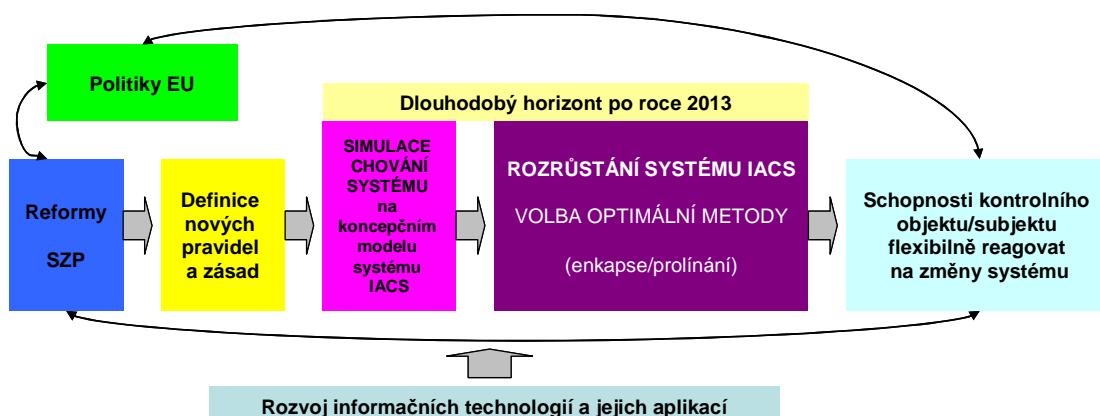 Politiky EU
Dlouhodobý horizont po roce 2013
Reformy
SZP
Definice
nových
pravidel
a zásad
SIMULACE
CHOVÁNÍ
SYSTÉMU
na
koncepčním
modelu
systému
IACS
ROZRŮSTÁNÍ SYSTÉMU IACS
VOLBA OPTIMÁLNÍ METODY
(enkapse/prolínání)
Schopnosti kontrolního
objektu/subjektu
flexibilně reagovat
na změny systému
Rozvoj informačních technologií a jejich aplikací